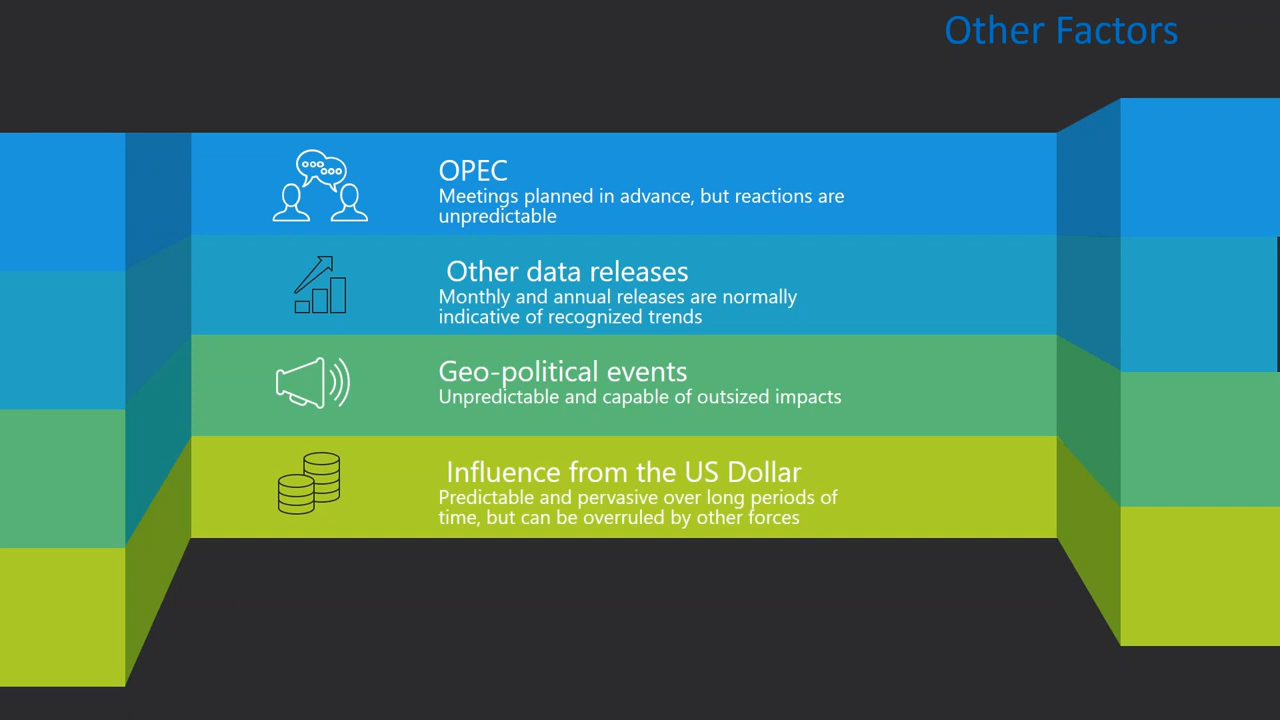 Other Factors
OPEC
Meetings planned in advance, but reactions are
unpredictable
Other data releases
Monthly and annual releases are normally
indicative of recognized trends
Geo-political events
Unpredictable and capable of outsized impacts
Influence from the US Dollar
Predictable and pervasive over long periods of
time, but can be overruled by other forces